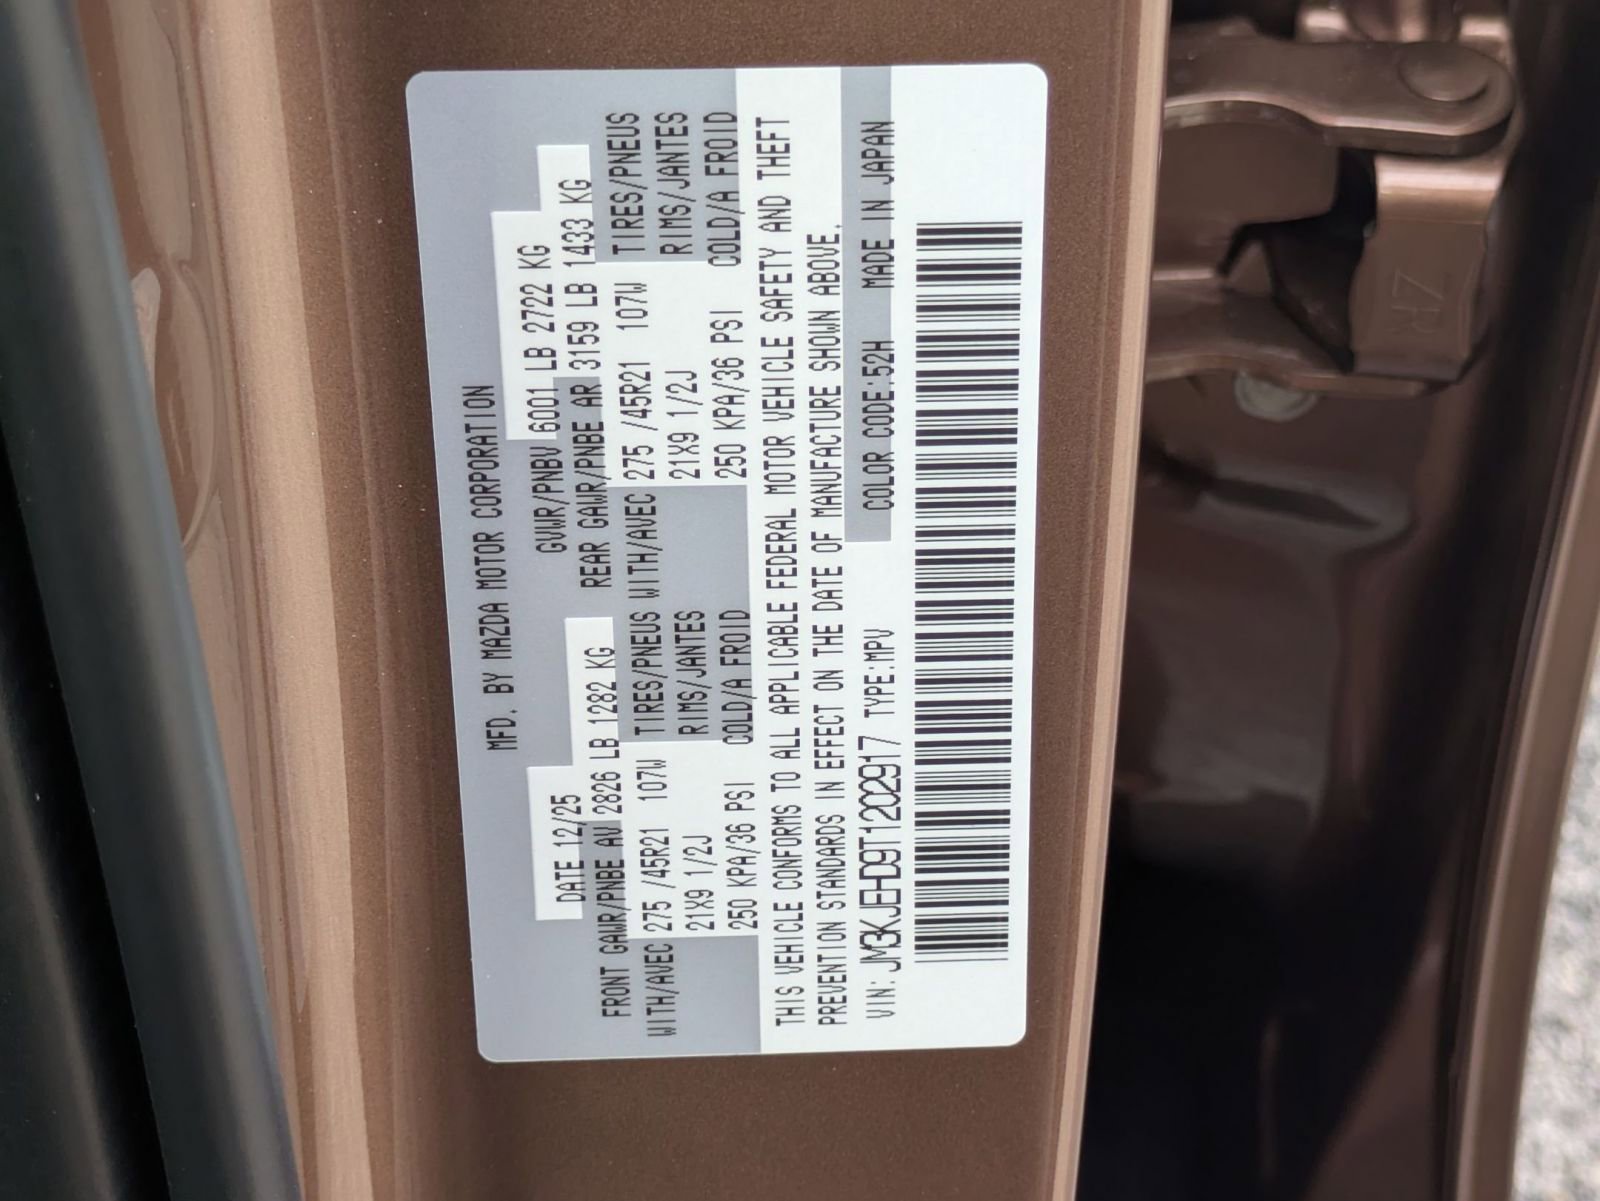 MFD. BY MAZDA MOTOR CORPORATION
DATE 12/25 GVWR/PNBV 6001 LB 2722 KG
FRONT GAWR/PNBE AV 2826 LB 1282 KG REAR GAWR/PNBE AR 3159 LB 1433 KG
WITH/AVEC 275 /45R21 107W TIRES/PNEUS WITH/AVEC 275 /45R21 107W TIRES/PNEUS
21X9 1/2J RIMS/JANTES 21X9 1/2J RIMS/JANTES
250 KPA/36 PSI COLD/A FROID 250 KPA/36 PSI COLD/A FROID
THIS VEHICLE CONFORMS TO ALL APPLICABLE FEDERAL MOTOR VEHICLE SAFETY AND THEFT
PREVENTION STANDARDS IN EFFECT ON THE DATE OF MANUFACTURE SHOWN ABOVE.
VIN: JM3KJEHD9T1202917 TYPE:MPV COLOR CODE:52H MADE IN JAPAN
ZR